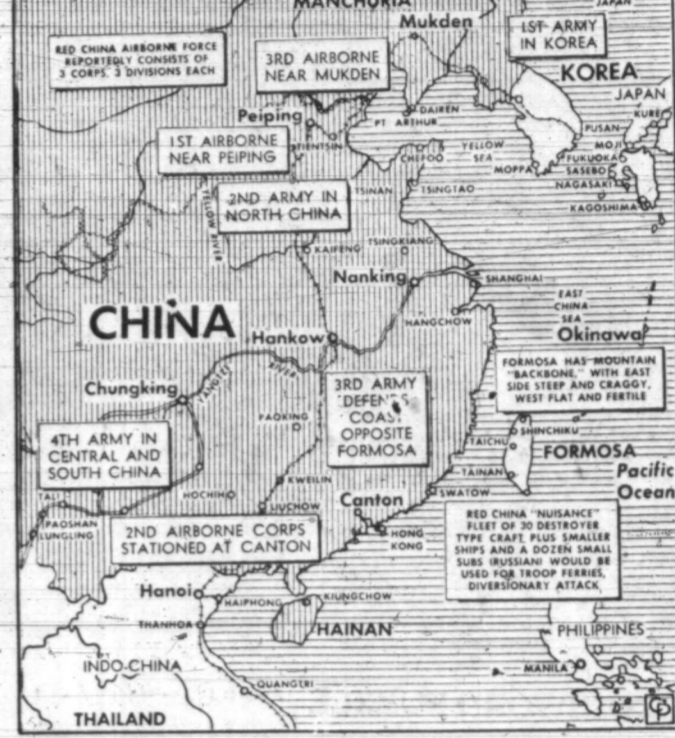 MANCHURIA
JAPAN
Mukden
1ST ARMY
IN KOREA
RED CHINA AIRBORNE FORCE
REPORTEDLY CONSISTS OF
3 CORPS, 3 DIVISIONS EACH
3RD AIRBORNE
NEAR MUKDEN
KOREA
JAPAN
DAIREN
PT ARTHUR
KURE
Peiping
1ST AIRBORNE
NEAR PEIPING
TIENTSIN
CHEFOO
YELLOW
SEA
PUSAN
MOJI
FUKUOKA
MOPPA
SASEBO
NAGASAKI
KAGOSHIMA
TSINAN
TSINGTAO
2ND ARMY IN
NORTH CHINA
YELLOW RIVER
KAIFENG
TSINGKIANG
Nanking
SHANGHAI
CHINA
HANGCHOW
EAST
CHINA
SEA
Okinawa
Hankow
FORMOSA HAS MOUNTAIN
"BACKBONE," WITH EAST
SIDE STEEP AND CRAGGY,
WEST FLAT AND FERTILE
Chungking
YANGTZE RIVER
3RD ARMY
DEFENDS
COAST
OPPOSITE
FORMOSA
PAOKING
SHINCHIKU
TAICHU
FORMOSA
4TH ARMY IN
CENTRAL AND
SOUTH CHINA
TAINAN
Pacific
Ocean
KWEILIN
HOCHIH
LIUCHOW
Canton
SWATOW
TALI
PAOSHAN
LUNGLING
2ND AIRBORNE CORPS
STATIONED AT CANTON
HONG
KONG
RED CHINA "NUISANCE"
FLEET OF 30 DESTROYER
TYPE CRAFT, PLUS SMALLER
SHIPS AND A DOZEN SMALL
SUBS (RUSSIAN) WOULD BE
USED FOR TROOP FERRIES,
DIVERSIONARY ATTACK
Hanoi
HAIPHONG
KIUNGCHOW
THANHOA
HAINAN
PHILIPPINES
INDO-CHINA
MANILA
QUANGTRI
THAILAND
CP